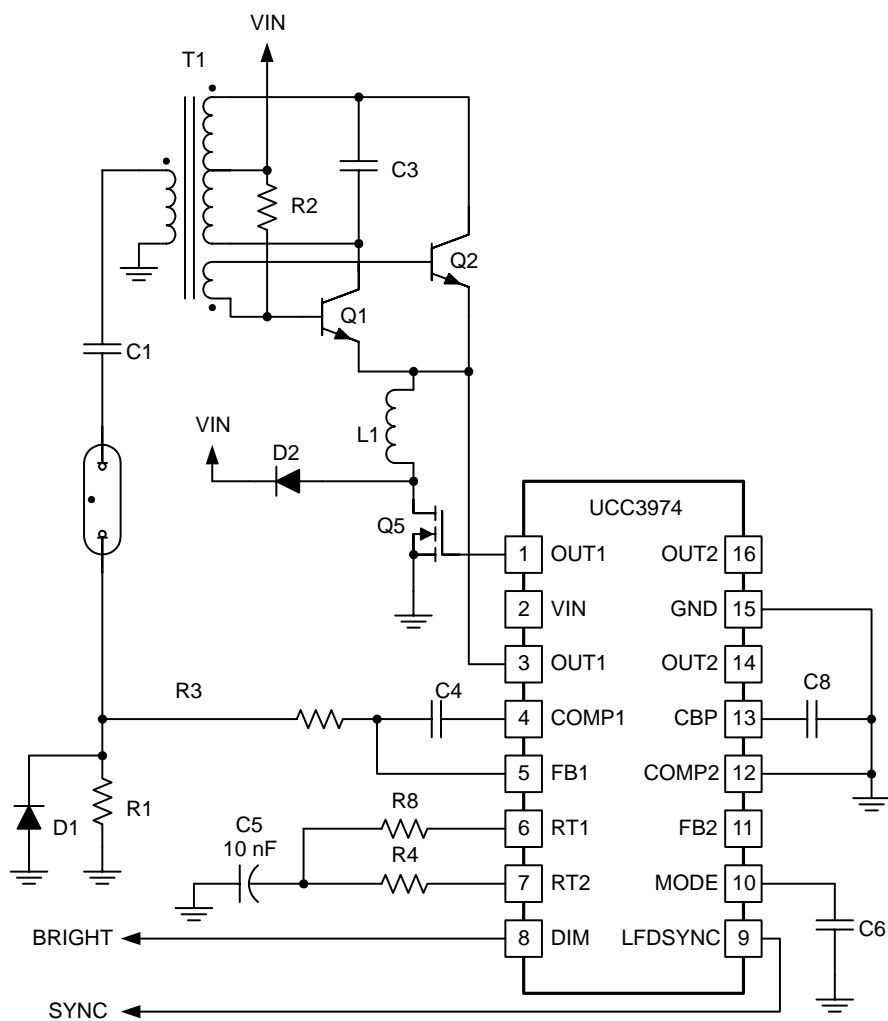 VIN
T1
C3
R2
Q2
Q1
C1
VIN
L1
D2
Q5
UCC3974
1 OUT1 OUT2 16
2 VIN GND 15
3 OUT1 OUT2 14
R3 C4 C8
4 COMP1 CBP 13
5 FB1 COMP2 12
D1 R1
R8
C5
10 nF
6 RT1 FB2 11
R4
7 RT2 MODE 10
BRIGHT 8 DIM LFDSYNC 9
C6
SYNC